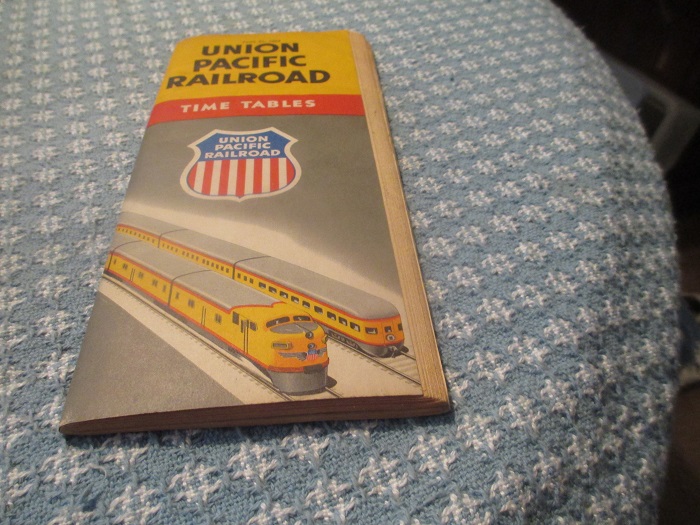 UNION
PACIFIC
RAILROAD
TIME TABLES
UNION
PACIFIC
RAILROAD